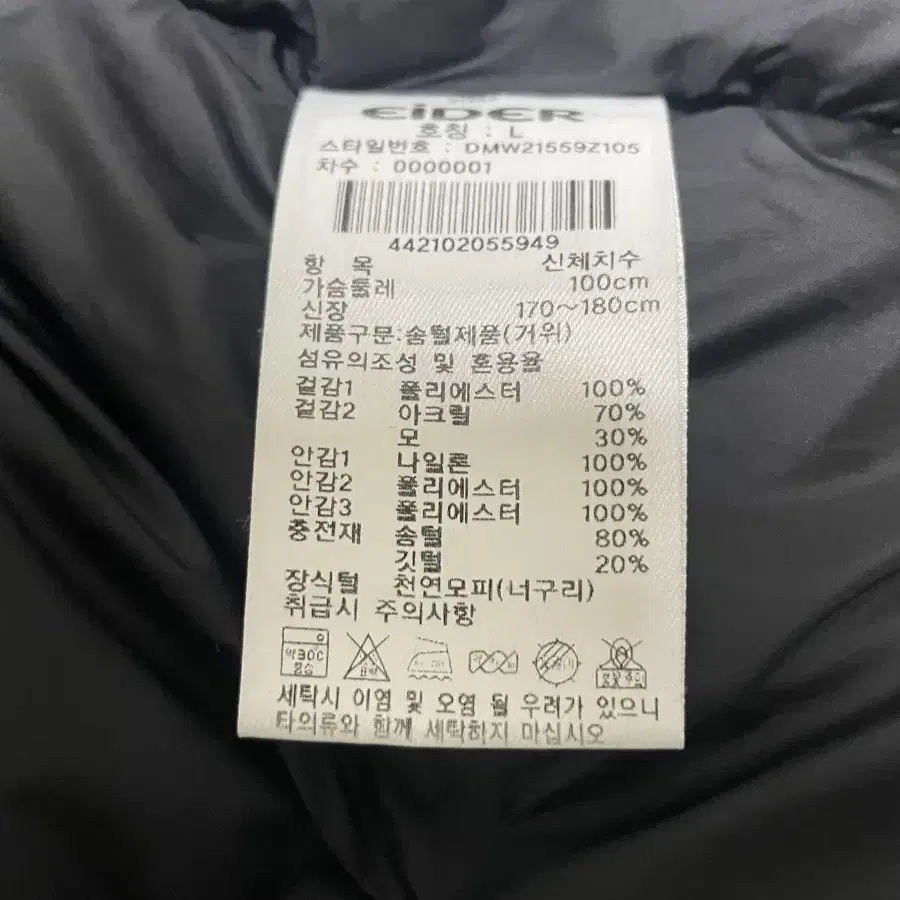 EiDER
호칭 : L
스타일번호 : DMW21559Z105
차수 : 0000001
442102055949
항 목 신체치수
가슴둘레 100cm
신장 170~180cm
제품구분:솜털제품(거위)
섬유의조성 및 혼용율
겉감1 폴리에스터 100%
겉감2 아크릴 70%
모 30%
안감1 나일론 100%
안감2 폴리에스터 100%
안감3 폴리에스터 100%
충전재 솜털 80%
깃털 20%
장식털 천연모피(너구리)
취급시 주의사항
약30℃
중성
세탁시 이염 및 오염 될 우려가 있으니
타의류와 함께 세탁하지 마십시오